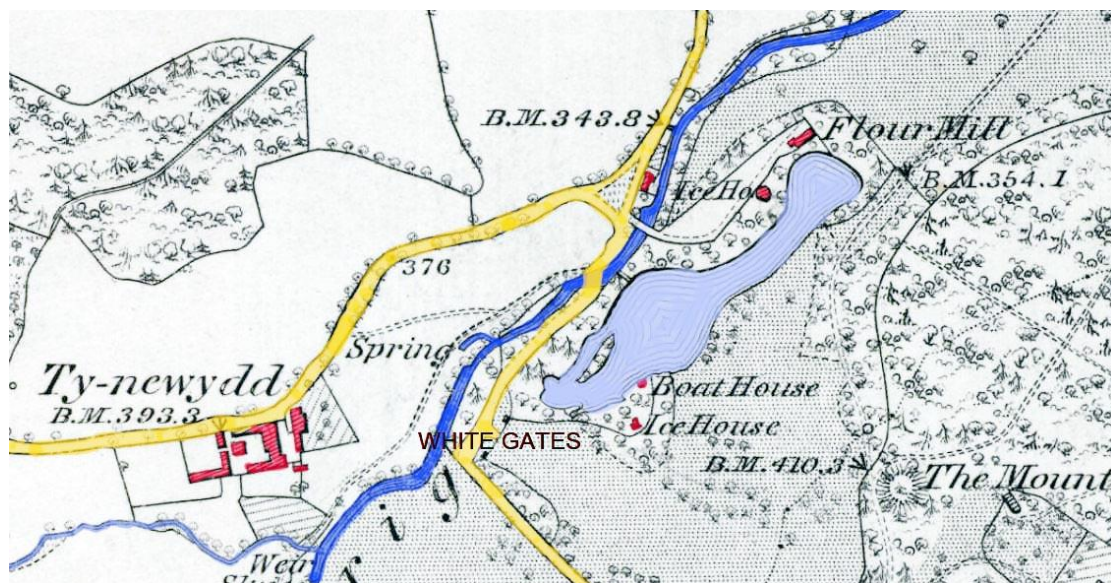 B.M.343.8
Flour Mill
Ice Ho.
B.M.354.1
376
Spring
Ty-newydd
B.M.393.3
Boat House
WHITE GATES
Ice House
B.M.410.3
The Mount
i g
Weir